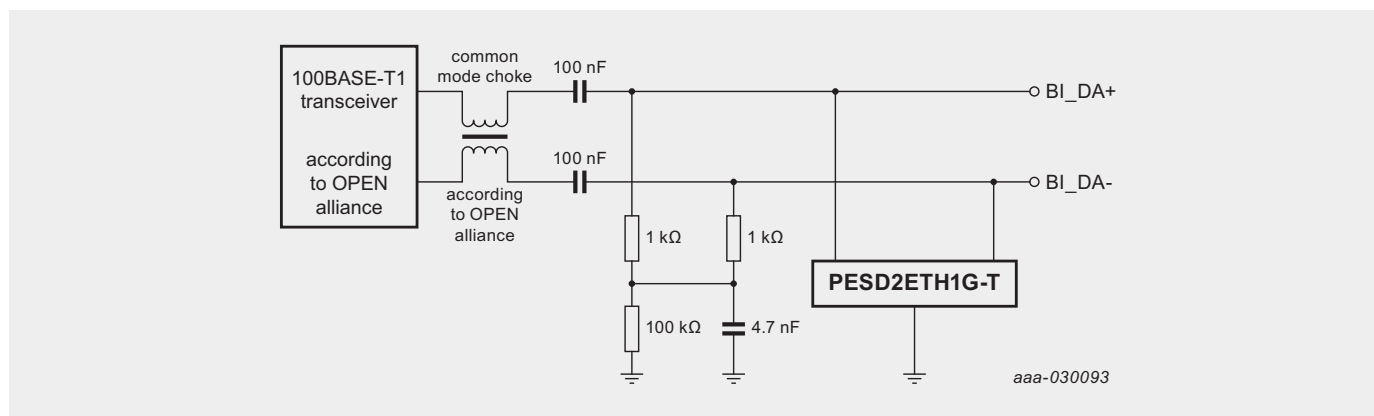 100BASE-T1
transceiver
according
to OPEN
alliance
common
mode choke
according
to OPEN
alliance
100 nF
100 nF
BI_DA+
BI_DA-
1 kΩ
1 kΩ
100 kΩ
4.7 nF
PESD2ETH1G-T
aaa-030093